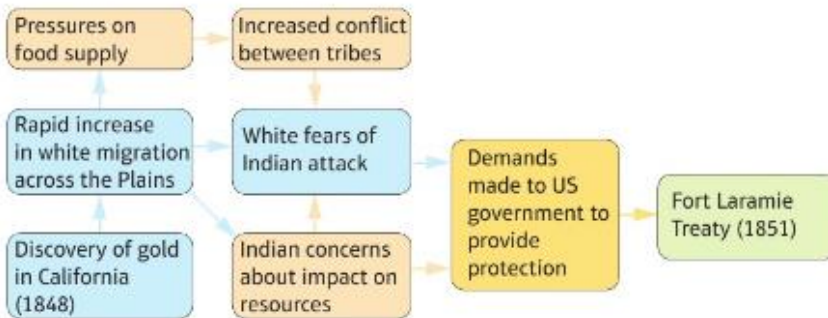 Pressures on
food supply
Increased conflict
between tribes
Rapid increase
in white migration
across the Plains
White fears of
Indian attack
Demands
made to US
government to
provide
protection
Fort Laramie
Treaty (1851)
Discovery of gold
in California
(1848)
Indian concerns
about impact on
resources